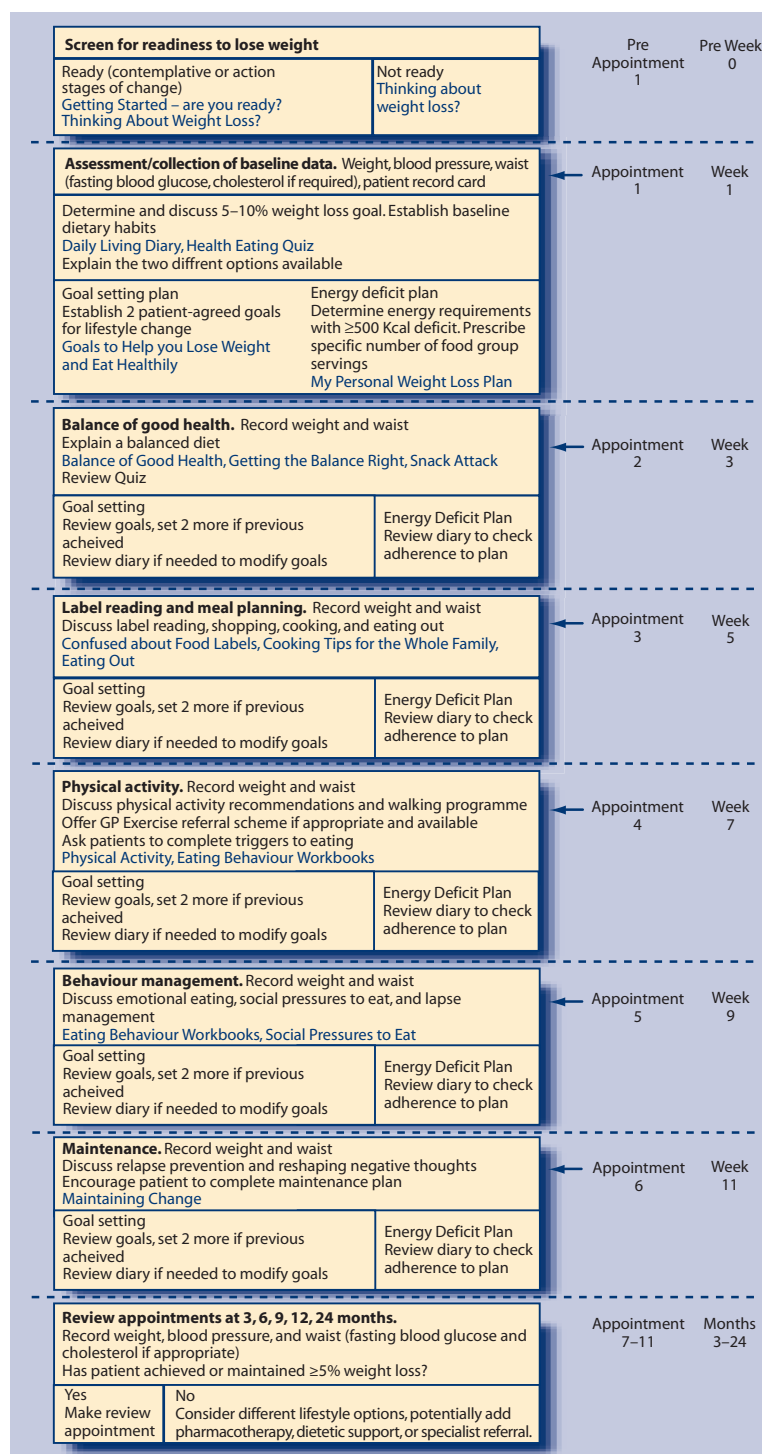 Screen for readiness to lose weight
Pre
Appointment
1
Pre Week
0
Ready (contemplative or action
stages of change)
Getting Started – are you ready?
Thinking About Weight Loss?
Not ready
Thinking about
weight loss?
Assessment/collection of baseline data. Weight, blood pressure, waist
(fasting blood glucose, cholesterol if required), patient record card
Appointment
1
Week
1
Determine and discuss 5–10% weight loss goal. Establish baseline
dietary habits
Daily Living Diary, Health Eating Quiz
Explain the two diffrent options available
Goal setting plan
Establish 2 patient-agreed goals
for lifestyle change
Goals to Help you Lose Weight
and Eat Healthily
Energy deficit plan
Determine energy requirements
with ≥500 Kcal deficit. Prescribe
specific number of food group
servings
My Personal Weight Loss Plan
Balance of good health. Record weight and waist
Explain a balanced diet
Balance of Good Health, Getting the Balance Right, Snack Attack
Review Quiz
Appointment
2
Week
3
Goal setting
Review goals, set 2 more if previous
acheived
Review diary if needed to modify goals
Energy Deficit Plan
Review diary to check
adherence to plan
Label reading and meal planning. Record weight and waist
Discuss label reading, shopping, cooking, and eating out
Confused about Food Labels, Cooking Tips for the Whole Family,
Eating Out
Appointment
3
Week
5
Goal setting
Review goals, set 2 more if previous
acheived
Review diary if needed to modify goals
Energy Deficit Plan
Review diary to check
adherence to plan
Physical activity. Record weight and waist
Discuss physical activity recommendations and walking programme
Offer GP Exercise referral scheme if appropriate and available
Ask patients to complete triggers to eating
Physical Activity, Eating Behaviour Workbooks
Appointment
4
Week
7
Goal setting
Review goals, set 2 more if previous
acheived
Review diary if needed to modify goals
Energy Deficit Plan
Review diary to check
adherence to plan
Behaviour management. Record weight and waist
Discuss emotional eating, social pressures to eat, and lapse
management
Eating Behaviour Workbooks, Social Pressures to Eat
Appointment
5
Week
9
Goal setting
Review goals, set 2 more if previous
acheived
Review diary if needed to modify goals
Energy Deficit Plan
Review diary to check
adherence to plan
Maintenance. Record weight and waist
Discuss relapse prevention and reshaping negative thoughts
Encourage patient to complete maintenance plan
Maintaining Change
Appointment
6
Week
11
Goal setting
Review goals, set 2 more if previous
acheived
Review diary if needed to modify goals
Energy Deficit Plan
Review diary to check
adherence to plan
Review appointments at 3, 6, 9, 12, 24 months.
Record weight, blood pressure, and waist (fasting blood glucose and
cholesterol if appropriate)
Has patient achieved or maintained ≥5% weight loss?
Appointment
7–11
Months
3–24
Yes
Make review
appointment
No
Consider different lifestyle options, potentially add
pharmacotherapy, dietetic support, or specialist referral.